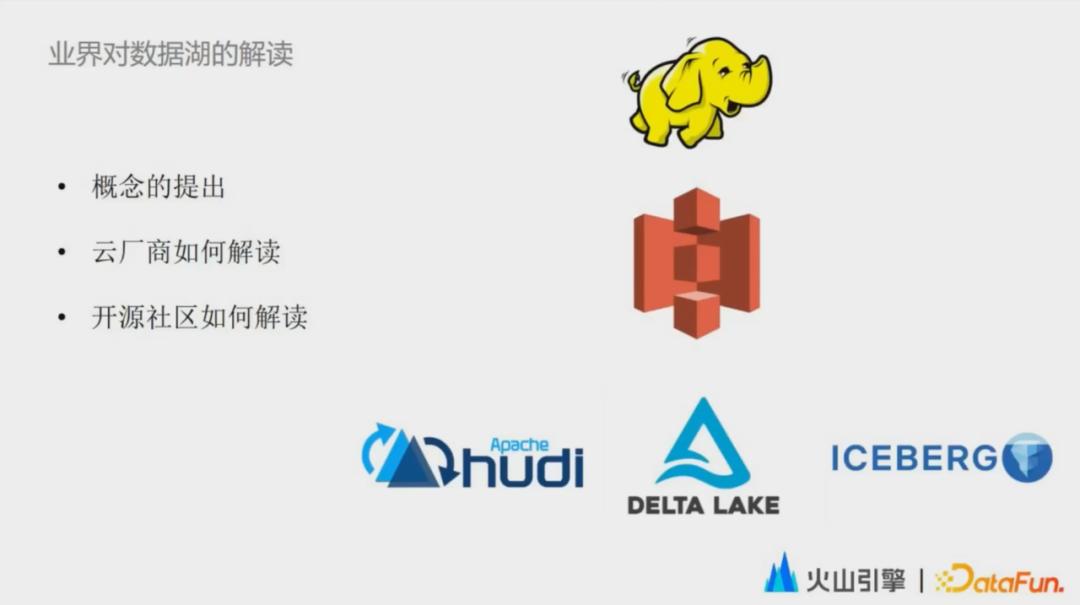 业界对数据湖的解读
• 概念的提出
• 云厂商如何解读
• 开源社区如何解读
Apache
hudi
DELTA LAKE
ICEBERG
火山引擎 | DataFun.